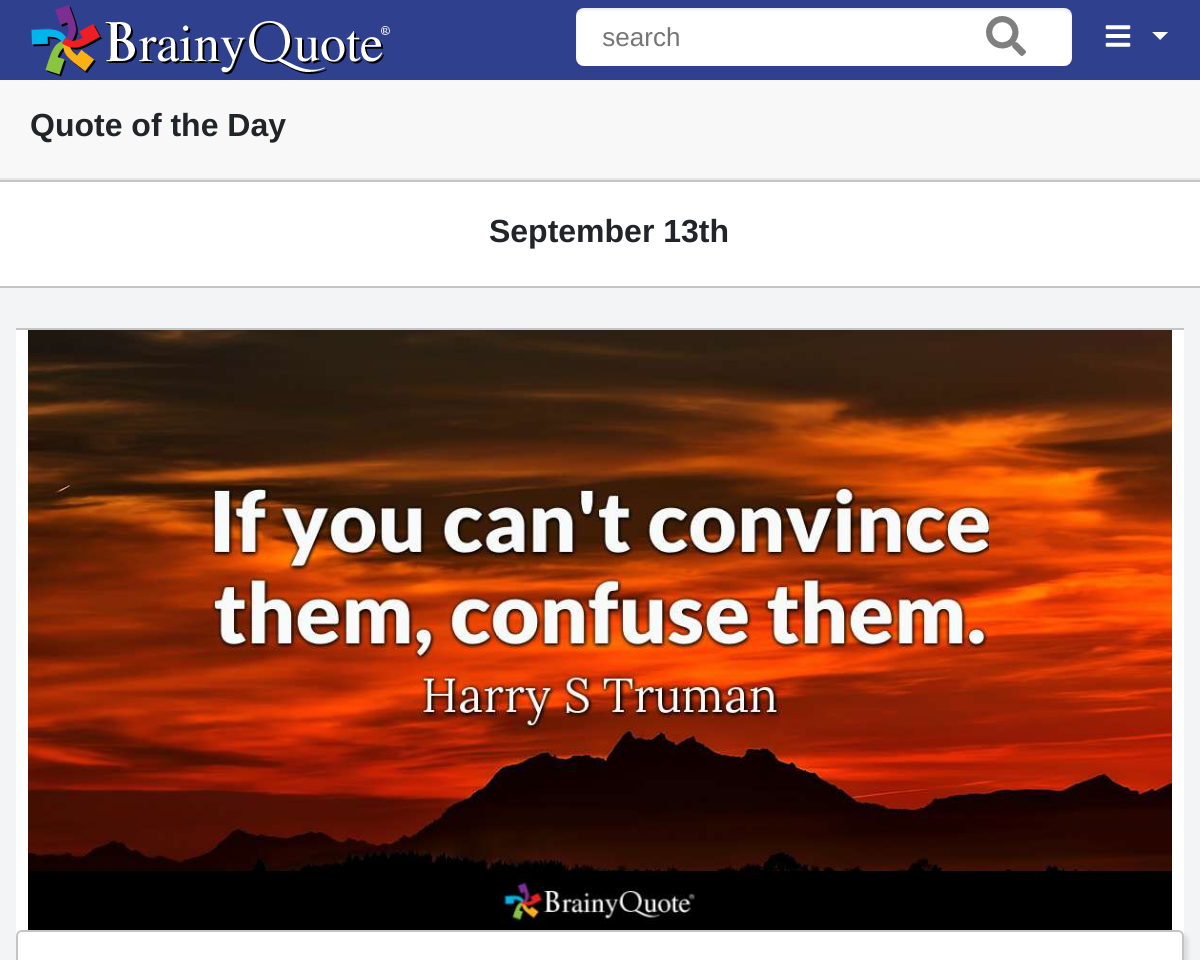 BrainyQuote®
search
Quote of the Day
September 13th
If you can't convince
them, confuse them.
Harry S Truman
BrainyQuote®